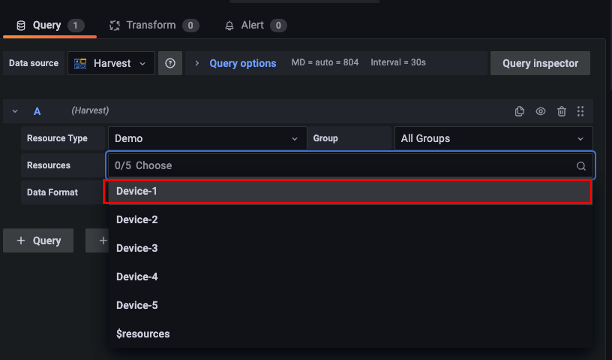 Query 1 Transform 0 Alert 0
Data source Harvest Query options MD = auto = 804 Interval = 30s Query inspector
A (Harvest)
Resource Type Demo Group All Groups
Resources 0/5 Choose
Data Format Device-1
Device-2
Device-3
Device-4
Device-5
$resources
+ Query +